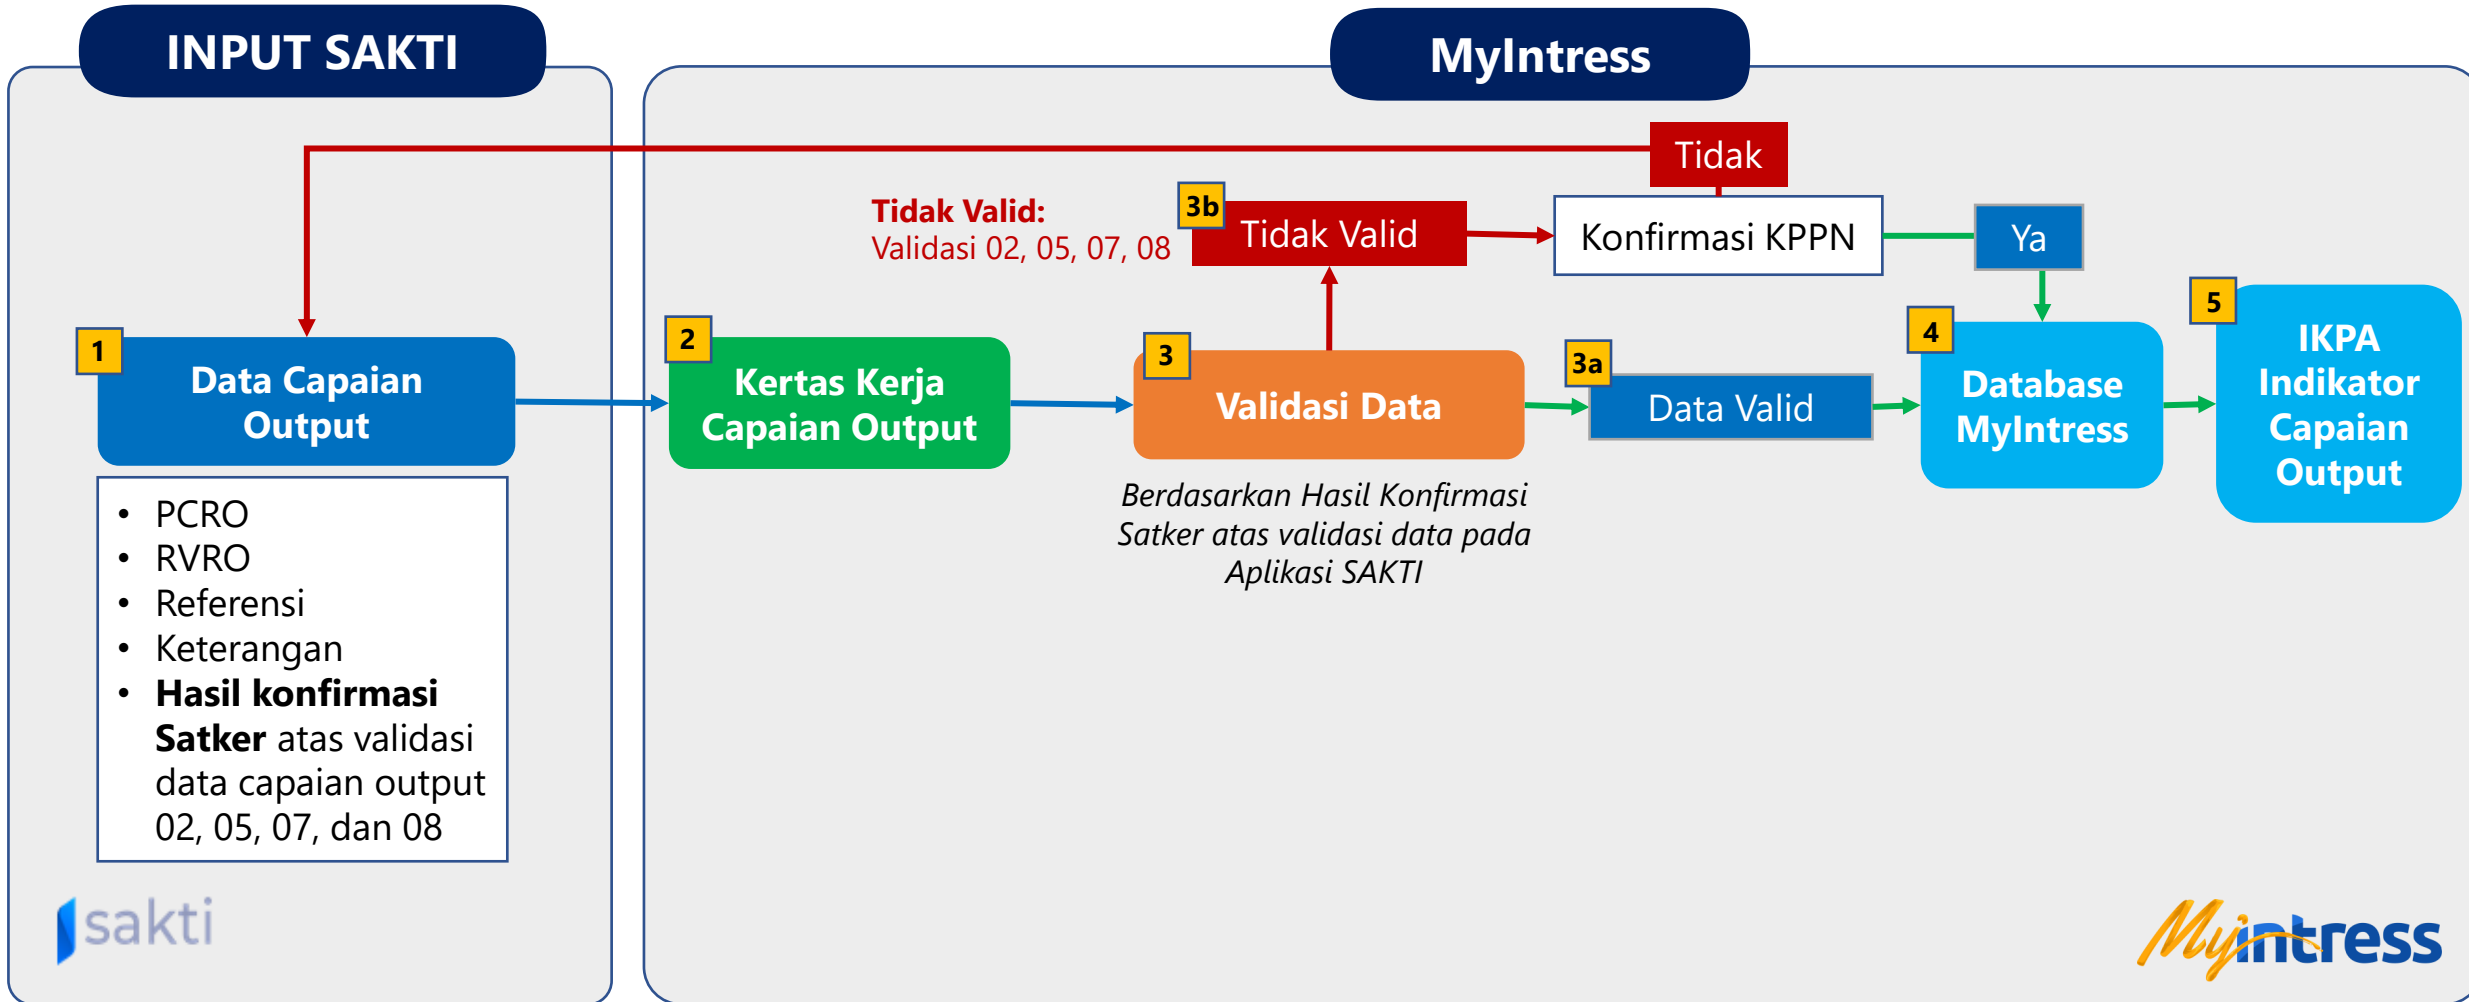 INPUT SAKTI
MyIntress
Tidak
Tidak Valid:
Validasi 02, 05, 07, 08
3b
Tidak Valid
Konfirmasi KPPN
Ya
1
Data Capaian
Output
2
Kertas Kerja
Capaian Output
3
Validasi Data
3a
Data Valid
4
Database
MyIntress
5
IKPA
Indikator
Capaian
Output
Berdasarkan Hasil Konfirmasi
Satker atas validasi data pada
Aplikasi SAKTI
• PCRO
• RVRO
• Referensi
• Keterangan
• Hasil konfirmasi
Satker atas validasi
data capaian output
02, 05, 07, dan 08
sakti
Myintress